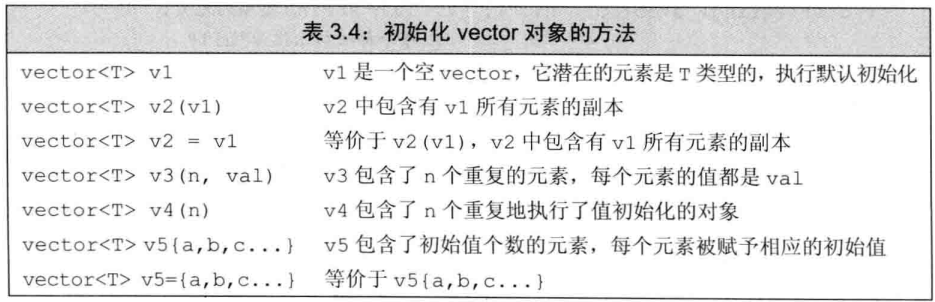 表 3.4：初始化 vector 对象的方法
vector<T> v1 v1 是一个空 vector，它潜在的元素是 T 类型的，执行默认初始化
vector<T> v2(v1) v2 中包含有 v1 所有元素的副本
vector<T> v2 = v1 等价于 v2(v1)，v2 中包含有 v1 所有元素的副本
vector<T> v3(n, val) v3 包含了 n 个重复的元素，每个元素的值都是 val
vector<T> v4(n) v4 包含了 n 个重复地执行了值初始化的对象
vector<T> v5{a,b,c...} v5 包含了初始值个数的元素，每个元素被赋予相应的初始值
vector<T> v5={a,b,c...} 等价于 v5{a,b,c...}